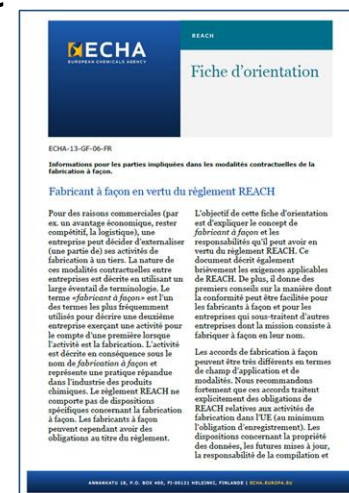 ECHA
EUROPEAN CHEMICALS AGENCY
REACH
Fiche d'orientation
ECHA-13-GF-06-FR
Informations pour les parties impliquées dans les modalités contractuelles de la
fabrication à façon.
Fabricant à façon en vertu du règlement REACH
Pour des raisons commerciales (par
ex. un avantage économique, rester
compétitif, la logistique), une
entreprise peut décider d'externaliser
(une partie de) ses activités de
fabrication à un tiers. La nature de
ces modalités contractuelles entre
entreprises est décrite en utilisant un
large éventail de terminologie. Le
terme «fabricant à façon» est l'un
des termes les plus fréquemment
utilisés pour décrire une deuxième
entreprise exerçant une activité pour
le compte d'une première lorsque
l'activité est la fabrication. L'activité
est décrite en conséquence sous le
nom de fabrication à façon et
représente une pratique répandue
dans l'industrie des produits
chimiques. Le règlement REACH ne
comporte pas de dispositions
spécifiques concernant la fabrication
à façon. Les fabricants à façon
peuvent cependant avoir des
obligations au titre du règlement.
L'objectif de cette fiche d'orientation
est d'expliquer le concept de
fabricant à façon et les
responsabilités qu'il peut avoir en
vertu du règlement REACH. Ce
document décrit également
brièvement les exigences applicables
de REACH. De plus, il donne des
premiers conseils sur la manière dont
la conformité peut être facilitée pour
les fabricants à façon et pour les
entreprises qui sous-traitent d'autres
entreprises dont la mission consiste à
fabriquer à façon en leur nom.
Les accords de fabrication à façon
peuvent être très différents en termes
de champ d'application et de
modalités. Nous recommandons
fortement que ces accords traitent
explicitement des obligations de
REACH relatives aux activités de
fabrication dans l'UE (au minimum
l'obligation d'enregistrement). Les
dispositions concernant la propriété
des données, les futures mises à jour,
la responsabilité de la compilation et
ANNANKATU 18, P.O. BOX 400, FI-00121 HELSINKI, FINLANDE | ECHA.EUROPA.EU